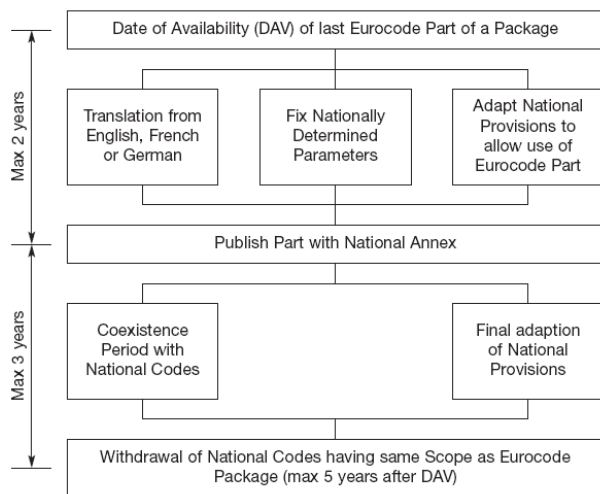 Date of Availability (DAV) of last Eurocode Part of a Package
Max 2 years
Translation from
English, French
or German
Fix Nationally
Determined
Parameters
Adapt National
Provisions to
allow use of
Eurocode Part
Publish Part with National Annex
Max 3 years
Coexistence
Period with
National Codes
Final adaption
of National
Provisions
Withdrawal of National Codes having same Scope as Eurocode
Package (max 5 years after DAV)